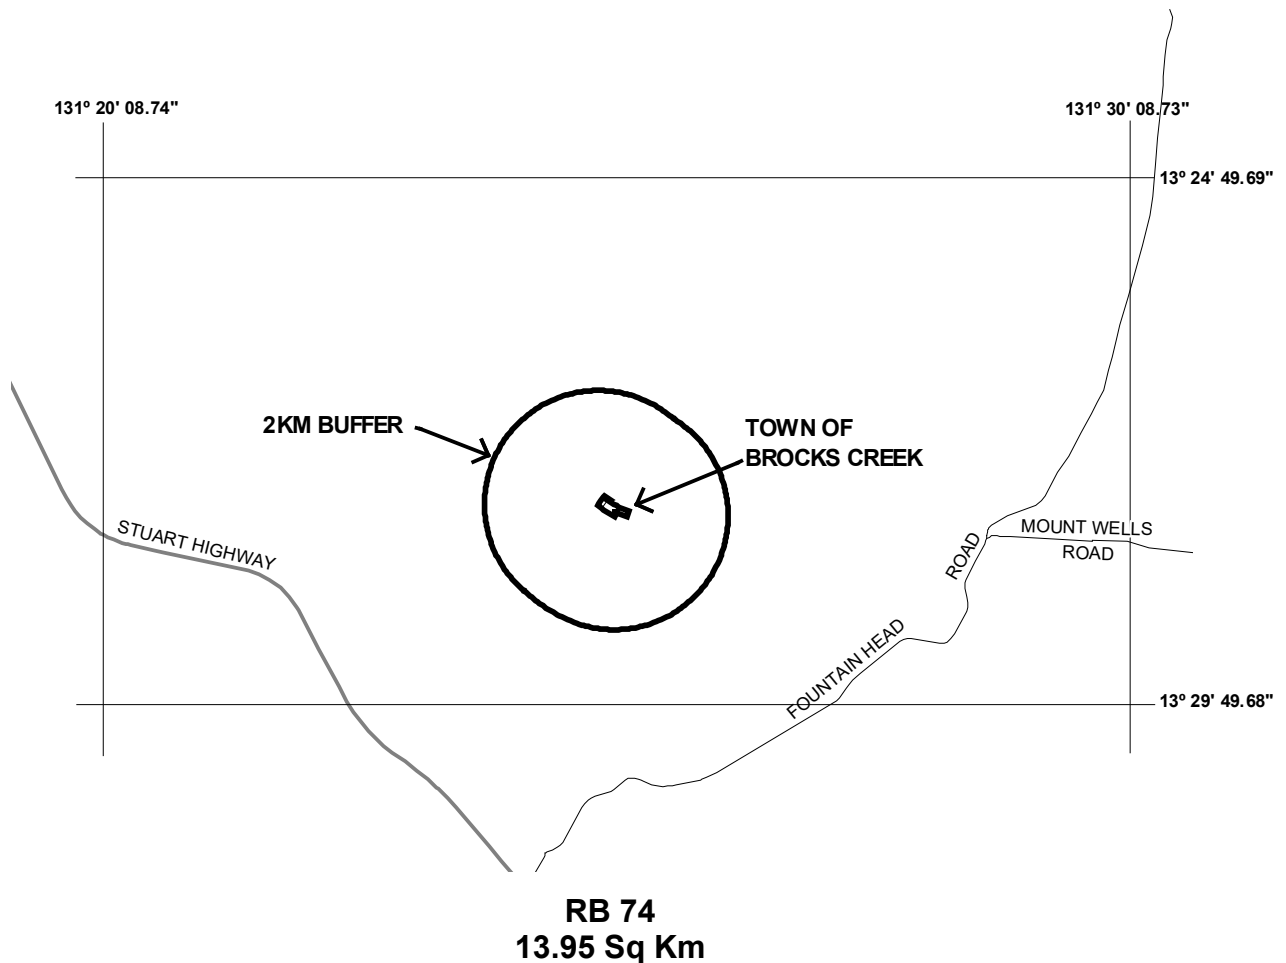 131º 20' 08.74"
131º 30' 08.73"
13º 24' 49.69"
2KM BUFFER
TOWN OF
BROCKS CREEK
STUART HIGHWAY
MOUNT WELLS
ROAD
FOUNTAIN HEAD
ROAD
13º 29' 49.68"
RB 74
13.95 Sq Km